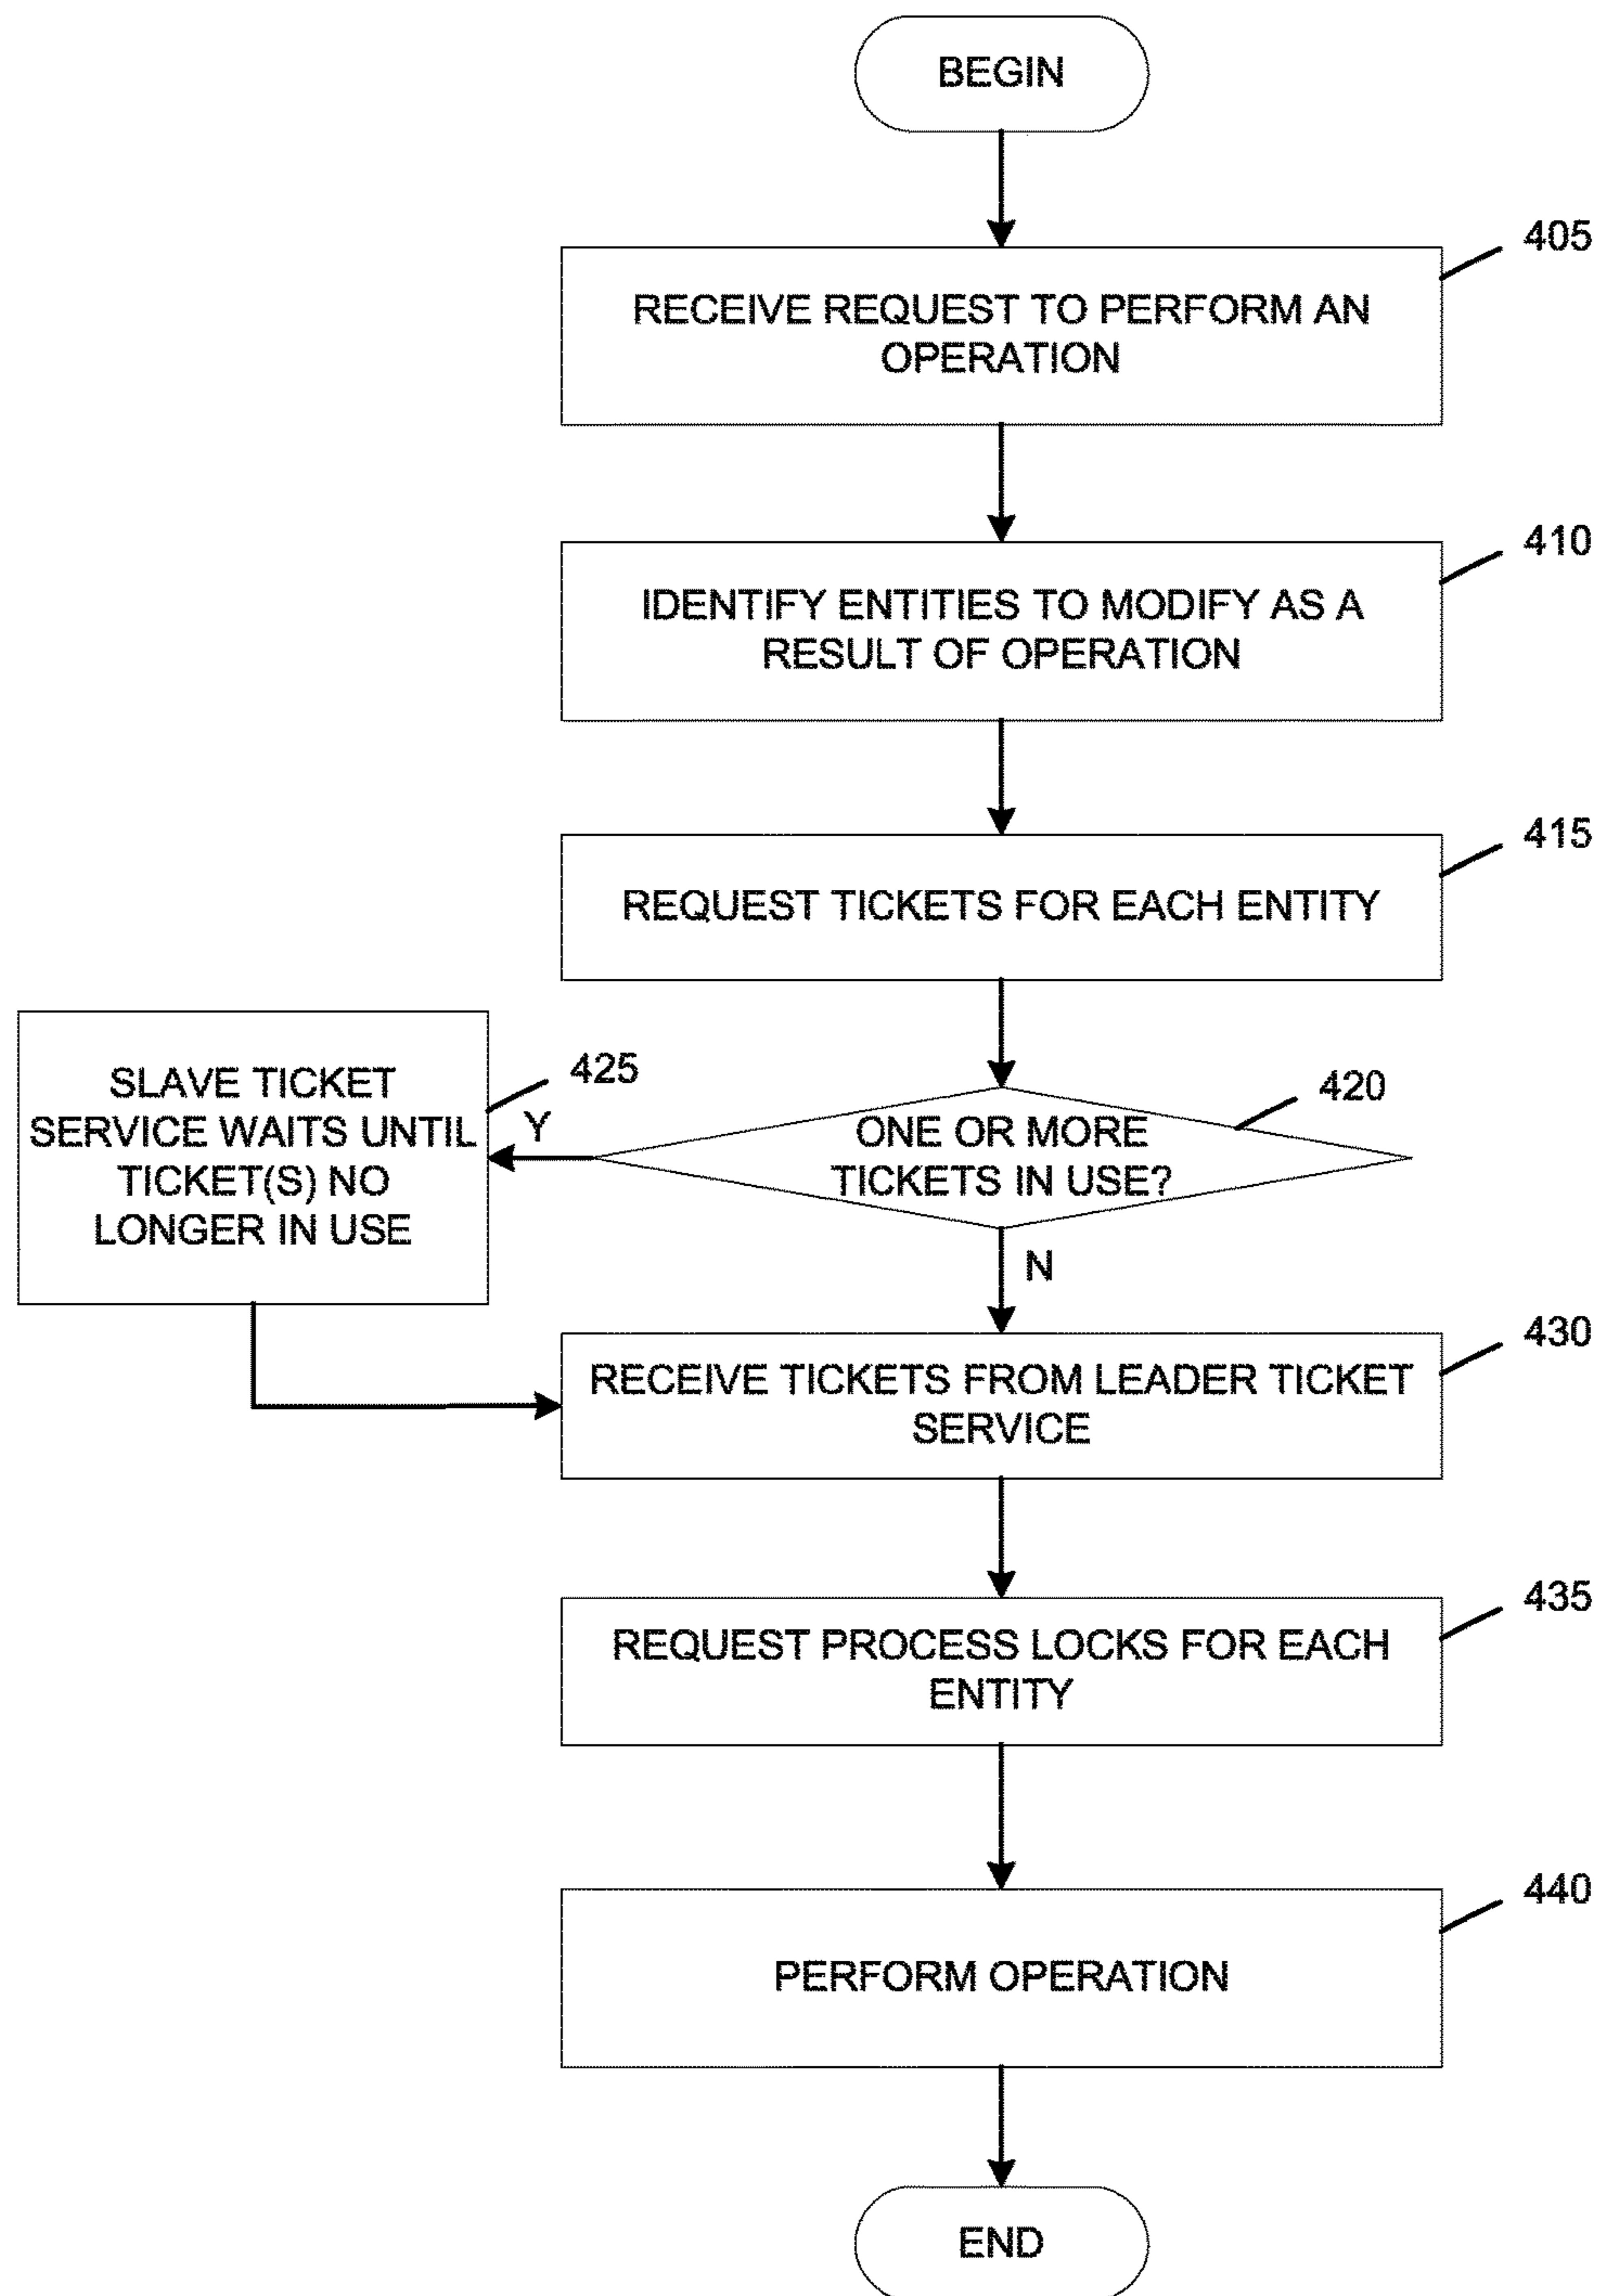 BEGIN
405
RECEIVE REQUEST TO PERFORM AN
OPERATION
410
IDENTIFY ENTITIES TO MODIFY AS A
RESULT OF OPERATION
415
REQUEST TICKETS FOR EACH ENTITY
420
ONE OR MORE
TICKETS IN USE?
Y
425
SLAVE TICKET
SERVICE WAITS UNTIL
TICKET(S) NO
LONGER IN USE
N
430
RECEIVE TICKETS FROM LEADER TICKET
SERVICE
435
REQUEST PROCESS LOCKS FOR EACH
ENTITY
440
PERFORM OPERATION
END